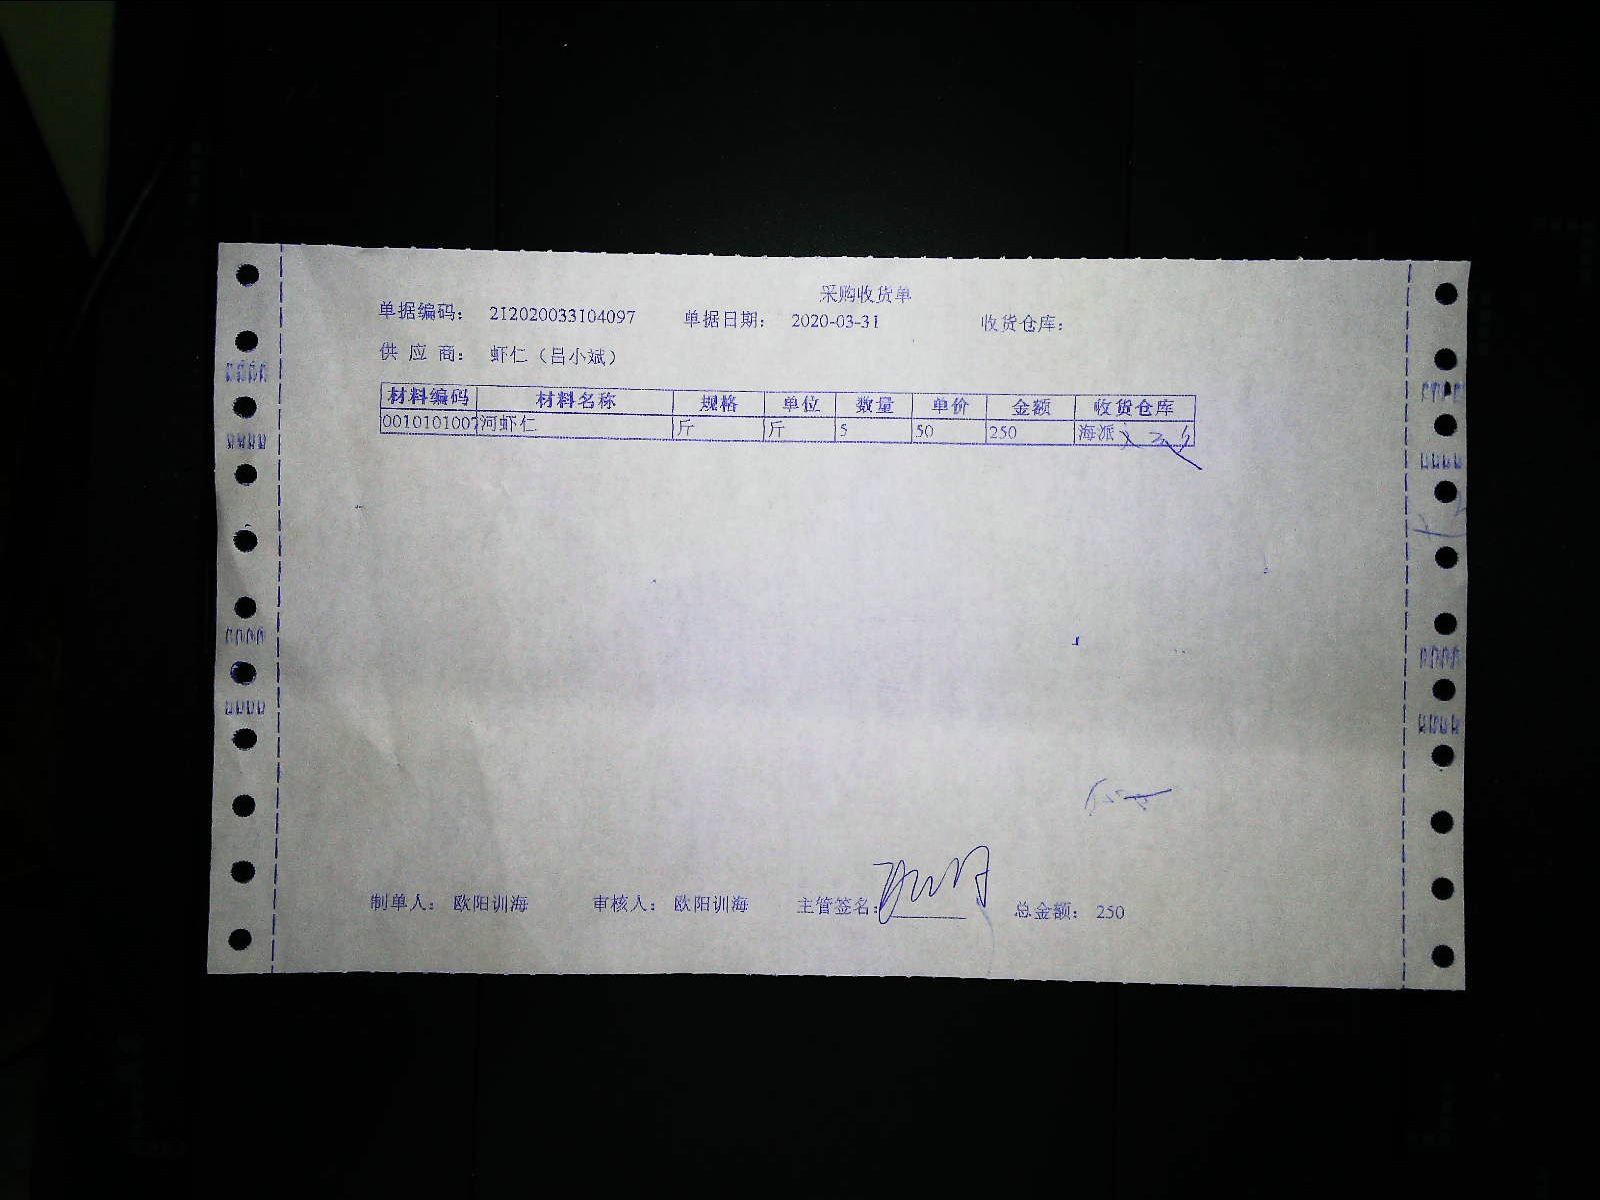 采购收货单
单据编码： 212020033104097 单据日期： 2020-03-31 收货仓库：
供 应 商： 虾仁（吕小斌）
材料编码 材料名称 规格 单位 数量 单价 金额 收货仓库
0010101007 河虾仁 斤 斤 5 50 250 海派
制单人： 欧阳训海 审核人： 欧阳训海 主管签名： 总金额： 250